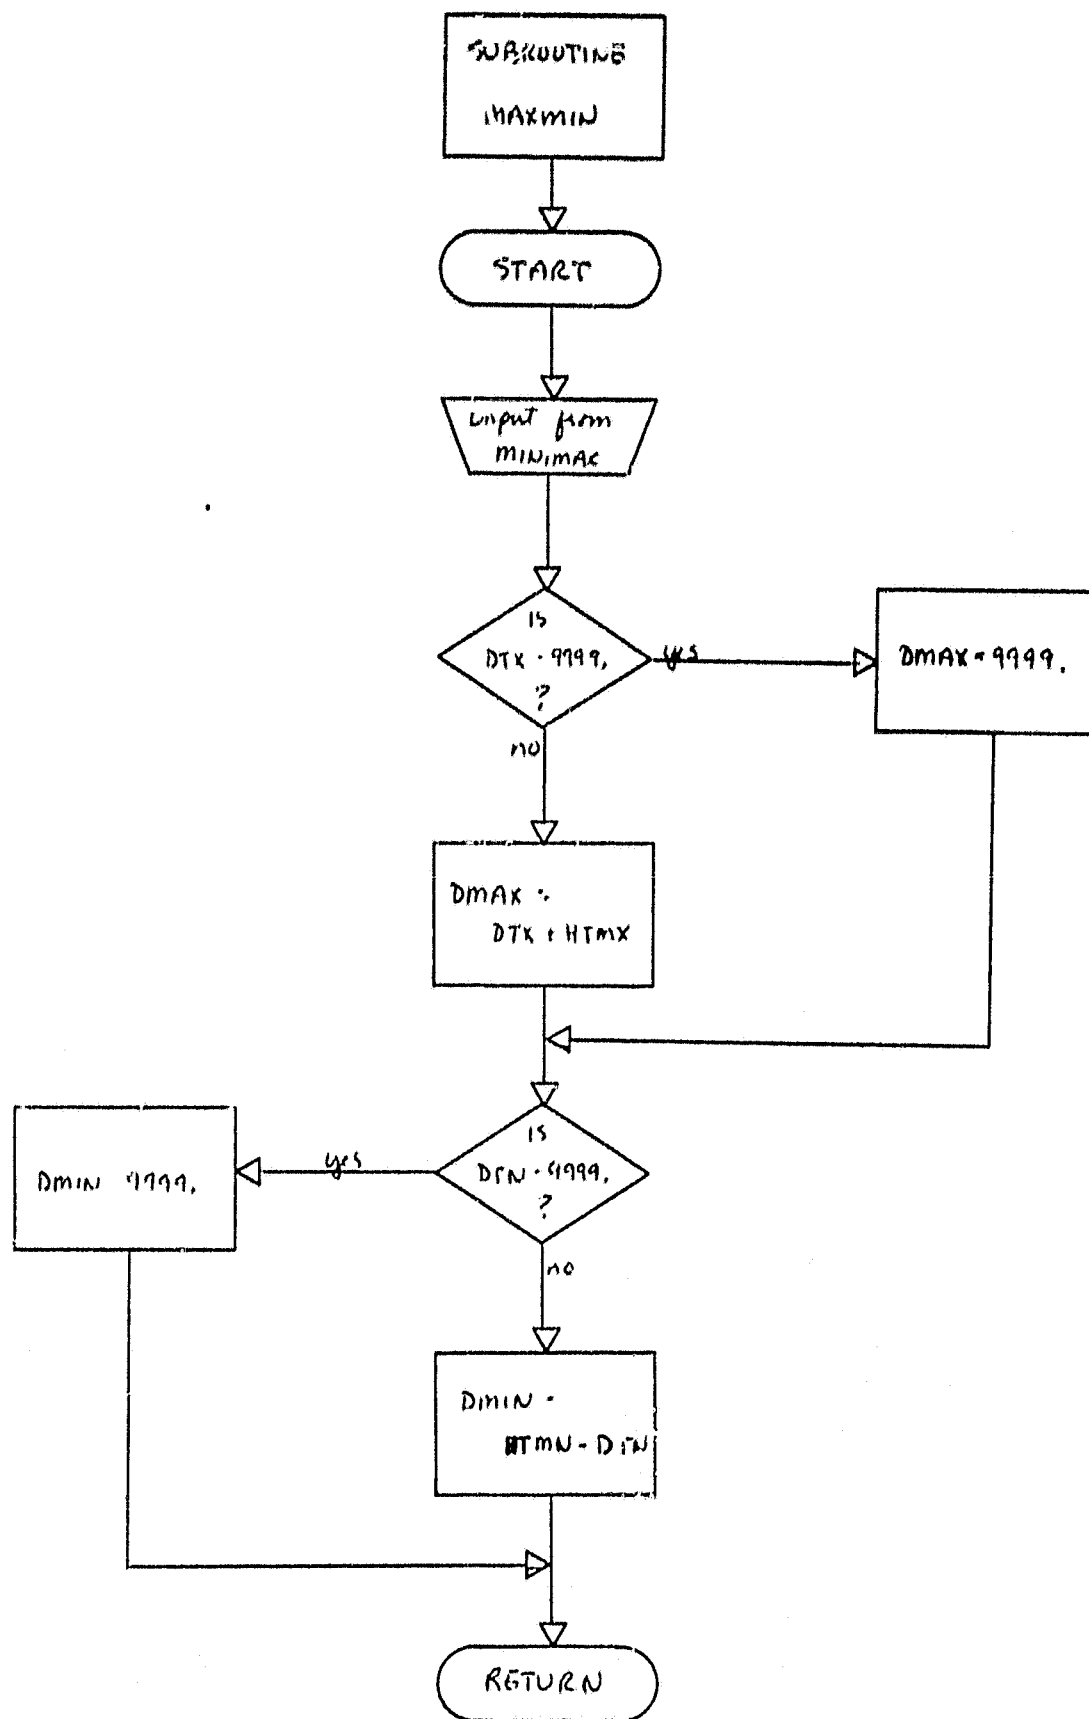 SUBROUTINE
MAXMIN
START
input from
MINIMAX
IS
DTX = 9999.
?
yes
DMAX = 9999.
no
DMAX =
DTX + HTMX
IS
DTN = 9999.
?
yes
DMIN 9999.
no
DMIN =
HTMN - DTN
RETURN